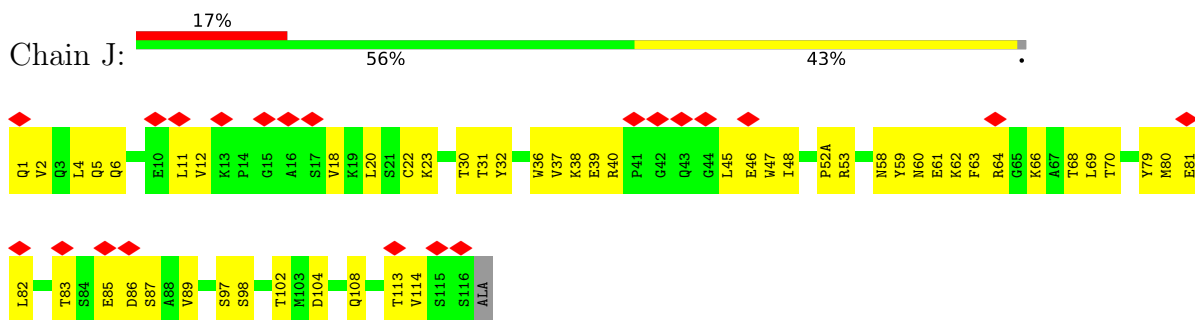 17%
Chain J:
56% 43% •
Q1 V2 Q3 L4 Q5 Q6 E10 L11 V12 K13 P14 G15 A16 S17 V18 K19 L20 S21 C22 K23 T30 T31 Y32 W36 V37 K38 E39 R40 P41 G42 Q43 G44 L45 E46 W47 I48 P52A R53 N58 Y59 N60 E61 K62 F63 R64 G65 K66 A67 T68 L69 T70 Y79 M80 E81
L82 T83 S84 E85 D86 S87 A88 V89 S97 S98 T102 M103 D104 Q108 T113 V114 S115 S116 ALA